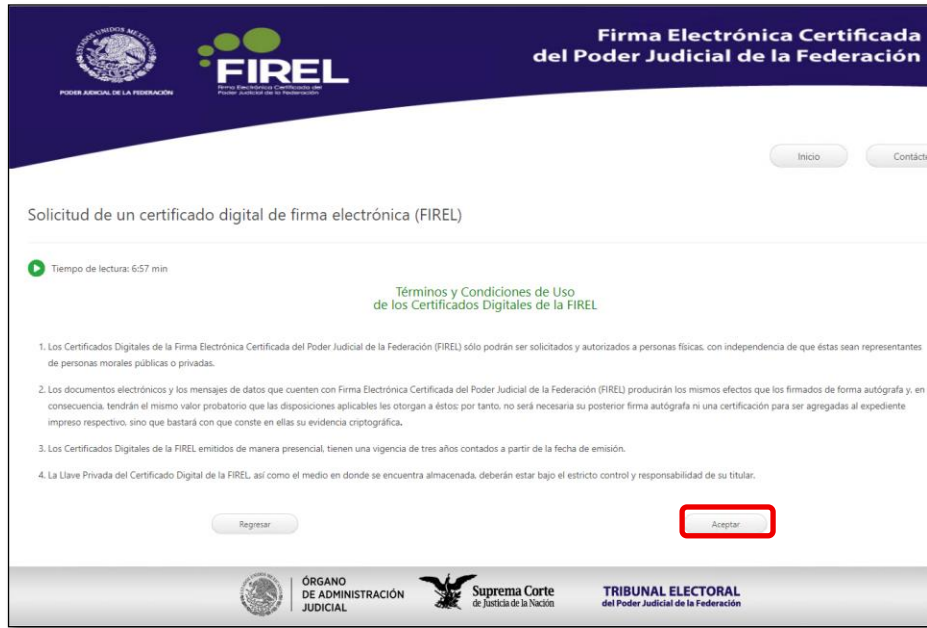 Firma Electrónica Certificada
del Poder Judicial de la Federación
ESTADOS UNIDOS MEXICANOS
PODER JUDICIAL DE LA FEDERACIÓN
FIREL
Firma Electrónica Certificada del
Poder Judicial de la Federación
Inicio
Contácte
Solicitud de un certificado digital de firma electrónica (FIREL)
Tiempo de lectura: 6:57 min
Términos y Condiciones de Uso
de los Certificados Digitales de la FIREL
1. Los Certificados Digitales de la Firma Electrónica Certificada del Poder Judicial de la Federación (FIREL) sólo podrán ser solicitados y autorizados a personas físicas, con independencia de que éstas sean representantes
de personas morales públicas o privadas.
2. Los documentos electrónicos y los mensajes de datos que cuenten con Firma Electrónica Certificada del Poder Judicial de la Federación (FIREL) producirán los mismos efectos que los firmados de forma autógrafa y, en
consecuencia, tendrán el mismo valor probatorio que las disposiciones aplicables les otorgan a éstos; por tanto, no será necesaria su posterior firma autógrafa ni una certificación para ser agregadas al expediente
impreso respectivo, sino que bastará con que conste en ellas su evidencia criptográfica.
3. Los Certificados Digitales de la FIREL emitidos de manera presencial, tienen una vigencia de tres años contados a partir de la fecha de emisión.
4. La Llave Privada del Certificado Digital de la FIREL, así como el medio en donde se encuentra almacenada, deberán estar bajo el estricto control y responsabilidad de su titular.
Regresar
Aceptar
ÓRGANO
DE ADMINISTRACIÓN
JUDICIAL
Suprema Corte
de Justicia de la Nación
TRIBUNAL ELECTORAL
del Poder Judicial de la Federación